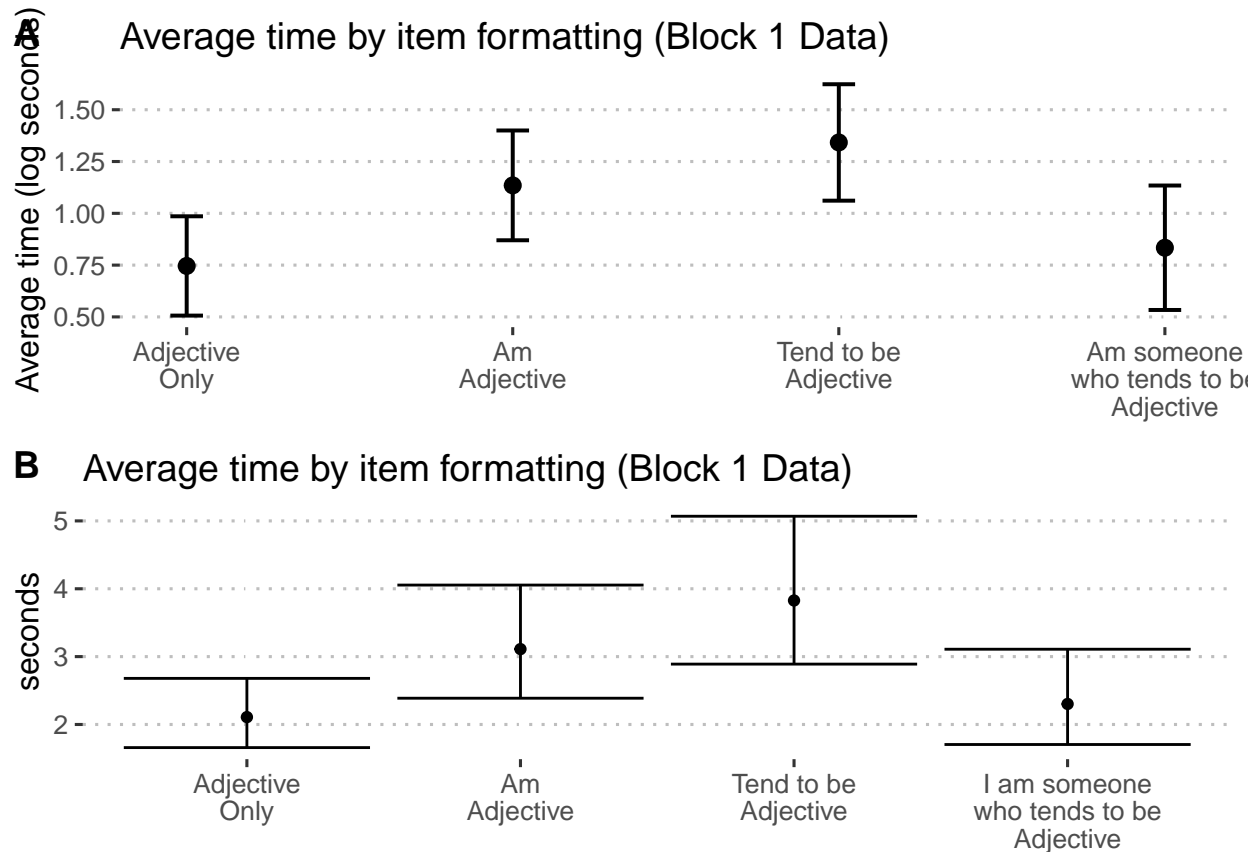 A
Average time by item formatting (Block 1 Data)
Average time (log seconds)
1.50
1.25
1.00
0.75
0.50
Adjective
Only
Am
Adjective
Tend to be
Adjective
Am someone
who tends to be
Adjective
B
Average time by item formatting (Block 1 Data)
seconds
5
4
3
2
Adjective
Only
Am
Adjective
Tend to be
Adjective
I am someone
who tends to be
Adjective